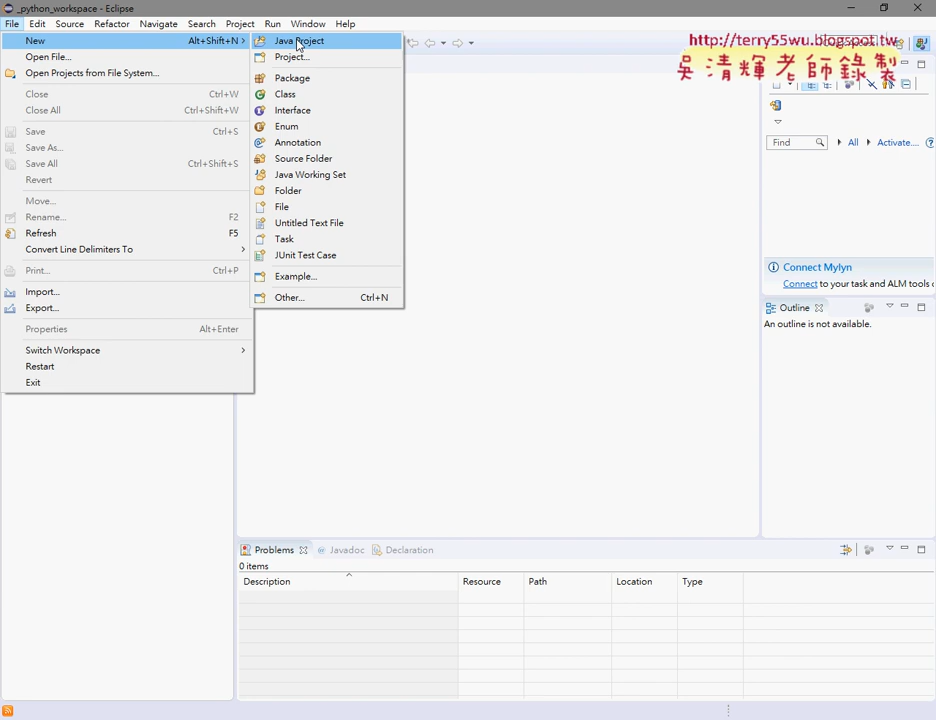 _python_workspace - Eclipse
File Edit Source Refactor Navigate Search Project Run Window Help
New Alt+Shift+N
Open File...
Open Projects from File System...
Close Ctrl+W
Close All Ctrl+Shift+W
Save Ctrl+S
Save As...
Save All Ctrl+Shift+S
Revert
Move...
Rename... F2
Refresh F5
Convert Line Delimiters To
Print... Ctrl+P
Import...
Export...
Properties Alt+Enter
Switch Workspace
Restart
Exit
Java Project
Project...
Package
Class
Interface
Enum
Annotation
Source Folder
Java Working Set
Folder
File
Untitled Text File
Task
JUnit Test Case
Example...
Other... Ctrl+N
http://terry55wu.blogspot.tw
吳清輝老師錄製
Find All Activate...
Connect Mylyn
Connect to your task and ALM tools
Outline
An outline is not available.
Problems Javadoc Declaration
0 items
Description Resource Path Location Type